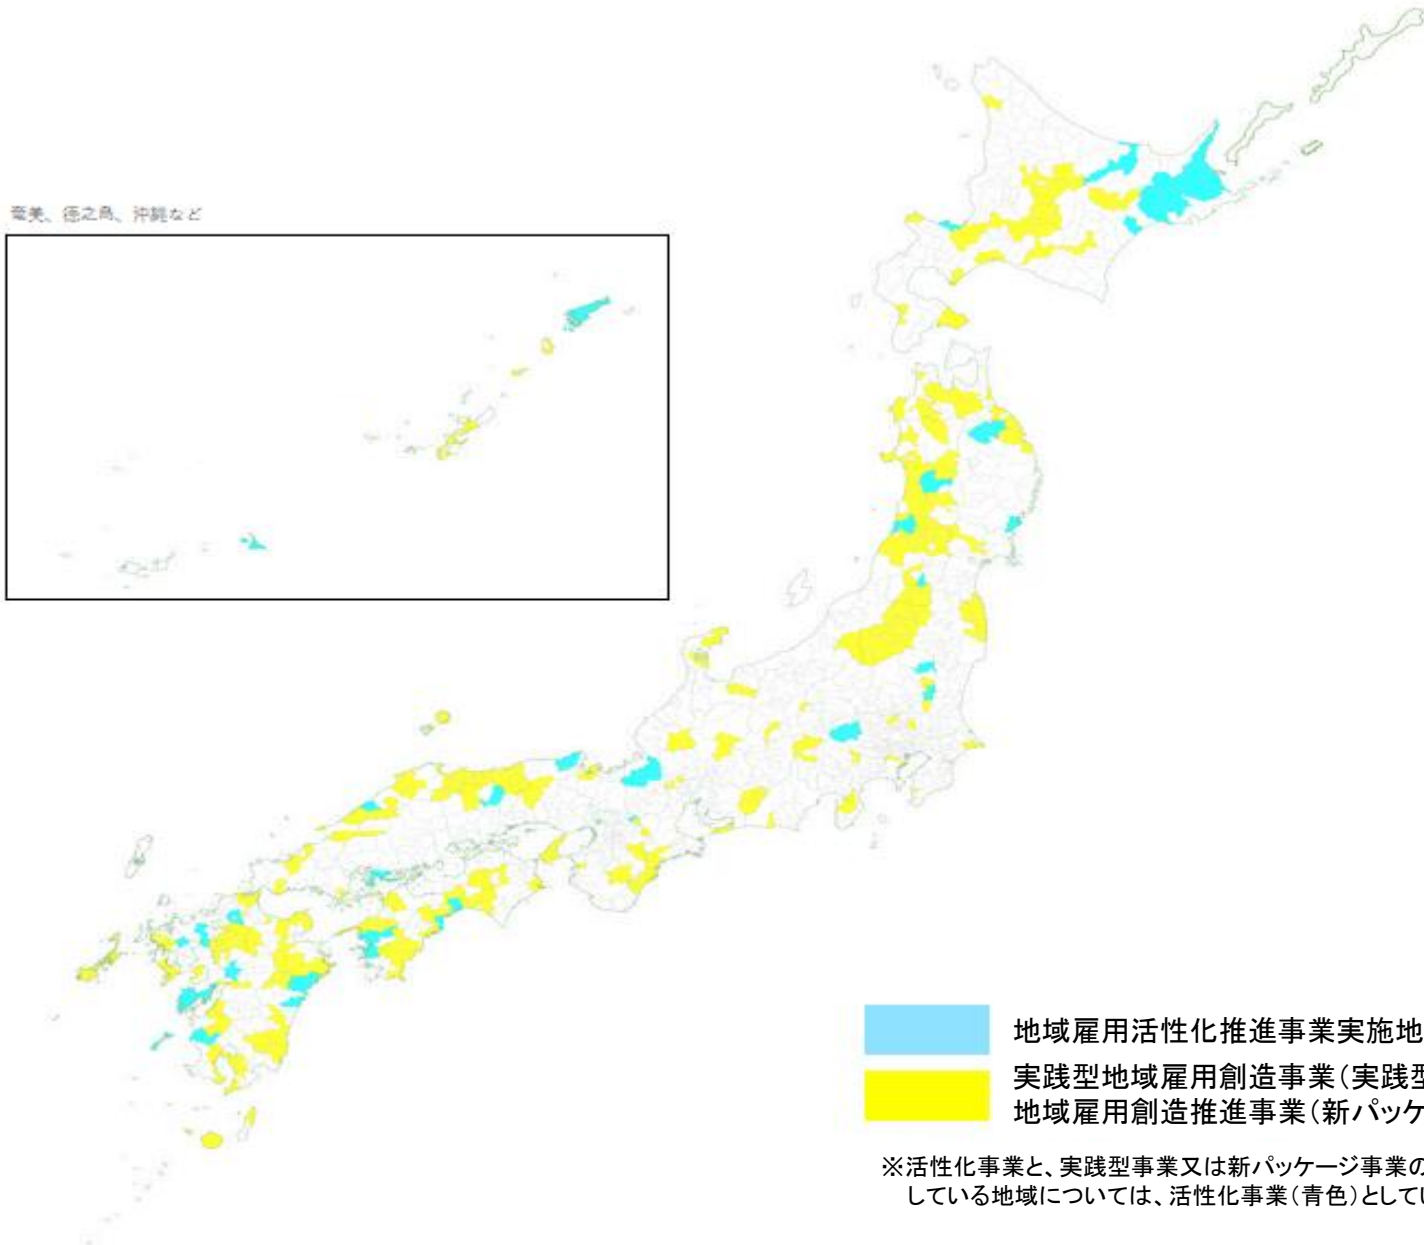 奄美、徳之島、沖縄など
地域雇用活性化推進事業実施地
実践型地域雇用創造事業（実践型
地域雇用創造推進事業（新パッケ
※活性化事業と、実践型事業又は新パッケージ事業の
している地域については、活性化事業（青色）としてい